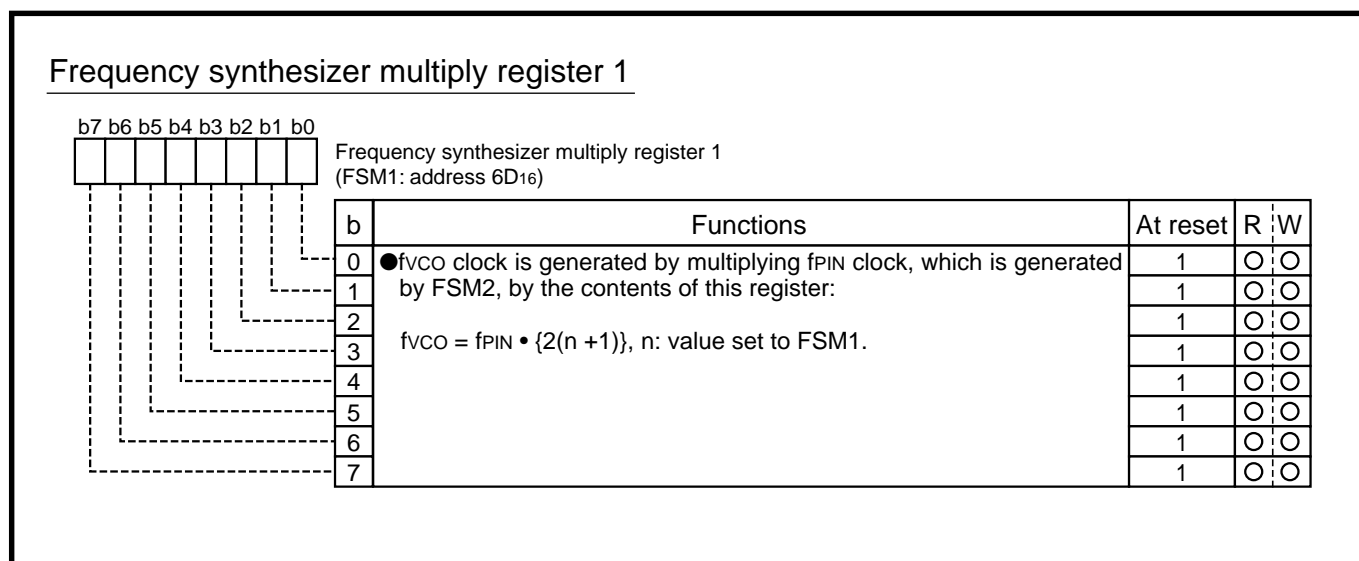 Frequency synthesizer multiply register 1
b7 b6 b5 b4 b3 b2 b1 b0
Frequency synthesizer multiply register 1
(FSM1: address 6D16)
b Functions At reset R W
0 ●fVCO clock is generated by multiplying fPIN clock, which is generated 1 O O
1 by FSM2, by the contents of this register: 1 O O
2 1 O O
3 fVCO = fPIN • {2(n +1)}, n: value set to FSM1. 1 O O
4 1 O O
5 1 O O
6 1 O O
7 1 O O